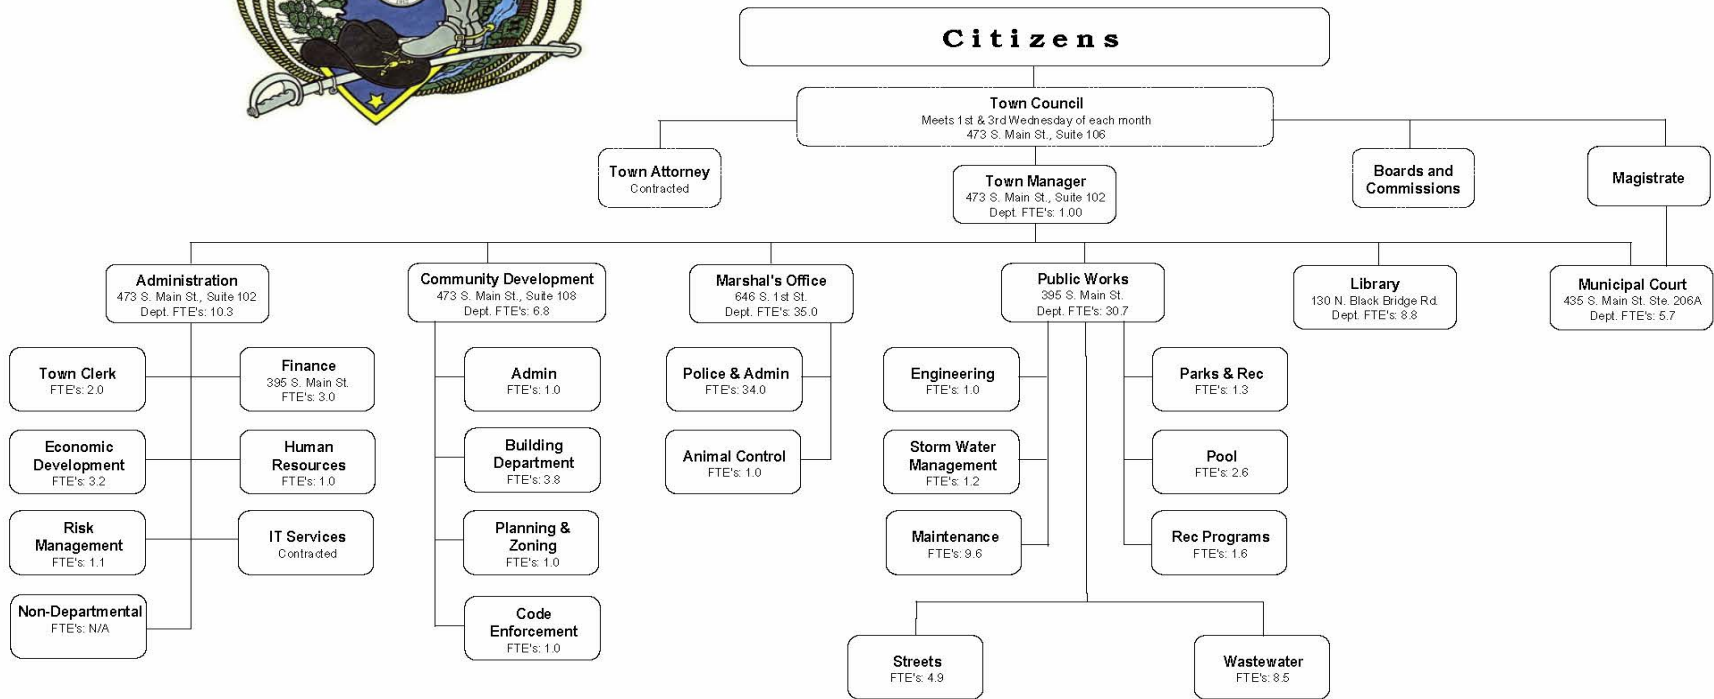 Citizens
Town Council
Meets 1st & 3rd Wednesday of each month
473 S. Main St., Suite 106
Town Attorney
Contracted
Town Manager
473 S. Main St., Suite 102
Dept. FTE's: 1.00
Boards and
Commissions
Magistrate
Administration
473 S. Main St., Suite 102
Dept. FTE's: 10.3
Community Development
473 S. Main St., Suite 108
Dept. FTE's: 6.8
Marshal's Office
646 S. 1st St.
Dept. FTE's: 35.0
Public Works
395 S. Main St.
Dept. FTE's: 30.7
Library
130 N. Black Bridge Rd.
Dept. FTE's: 8.8
Municipal Court
435 S. Main St. Ste. 206A
Dept. FTE's: 5.7
Town Clerk
FTE's: 2.0
Finance
395 S. Main St.
FTE's: 3.0
Admin
FTE's: 1.0
Police & Admin
FTE's: 34.0
Engineering
FTE's: 1.0
Parks & Rec
FTE's: 1.3
Economic
Development
FTE's: 3.2
Human
Resources
FTE's: 1.0
Building
Department
FTE's: 3.8
Animal Control
FTE's: 1.0
Storm Water
Management
FTE's: 1.2
Pool
FTE's: 2.6
Risk
Management
FTE's: 1.1
IT Services
Contracted
Planning &
Zoning
FTE's: 1.0
Maintenance
FTE's: 9.6
Rec Programs
FTE's: 1.6
Non-Departmental
FTE's: N/A
Code
Enforcement
FTE's: 1.0
Streets
FTE's: 4.9
Wastewater
FTE's: 8.5